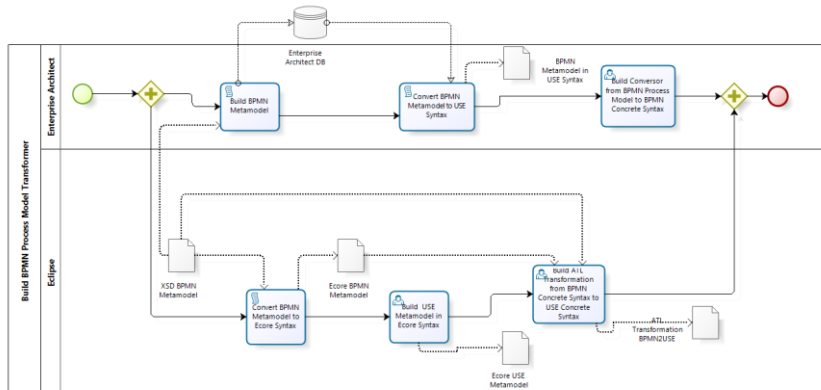 Enterprise
Architect DB
Build BPMN Process Model Transformer
Enterprise Architect
Build BPMN
Metamodel
Convert BPMN
Metamodel to USE
Syntax
BPMN
Metamodel in
USE Syntax
Build Conversor
from BPMN Process
Model to BPMN
Concrete Syntax
Eclipse
XSD BPMN
Metamodel
Convert BPMN
Metamodel to
Ecore Syntax
Ecore BPMN
Metamodel
Build USE
Metamodel in
Ecore Syntax
Ecore USE
Metamodel
Build ATL
Transformation
from BPMN
Concrete Syntax to
USE Concrete
Syntax
ATL
Transformation
BPMN2USE